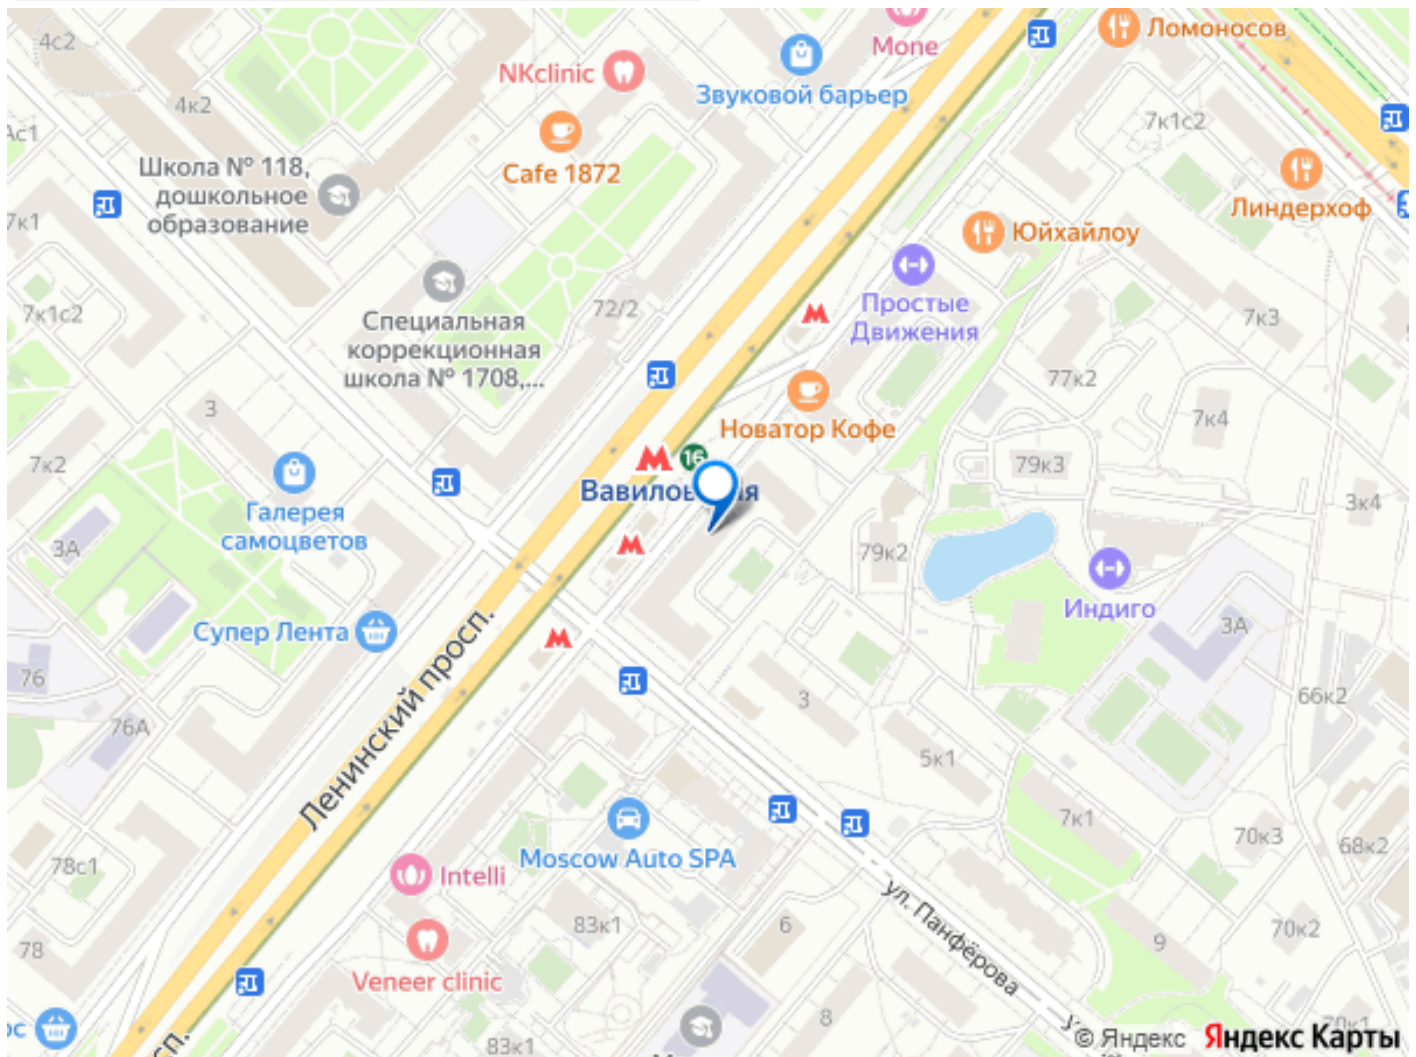 4с2
Mone
Ломоносов
NKclinic
Звуковой барьер
4к2
7к1с2
Ас1
Школа № 118,
дошкольное
образование
Cafe 1872
Линдерхоф
7к1
Юйхайлоу
7к1с2
Специальная
коррекционная
школа № 1708,...
72/2
М
Простые
Движения
7к3
77к2
3
Новатор Кофе
7к4
7к2
М
16
79к3
Галерея
самоцветов
3А
М
79к2
3к4
Индиго
Супер Лента
М
3А
76
76А
Ленинский просп.
3
66к2
5к1
7к1
70к3
68к2
78с1
Moscow Auto SPA
Intelli
ул. Панфёрова
83к1
6
9
70к2
78
Veneer clinic
8
83к1
© Яндекс Яндекс Карты